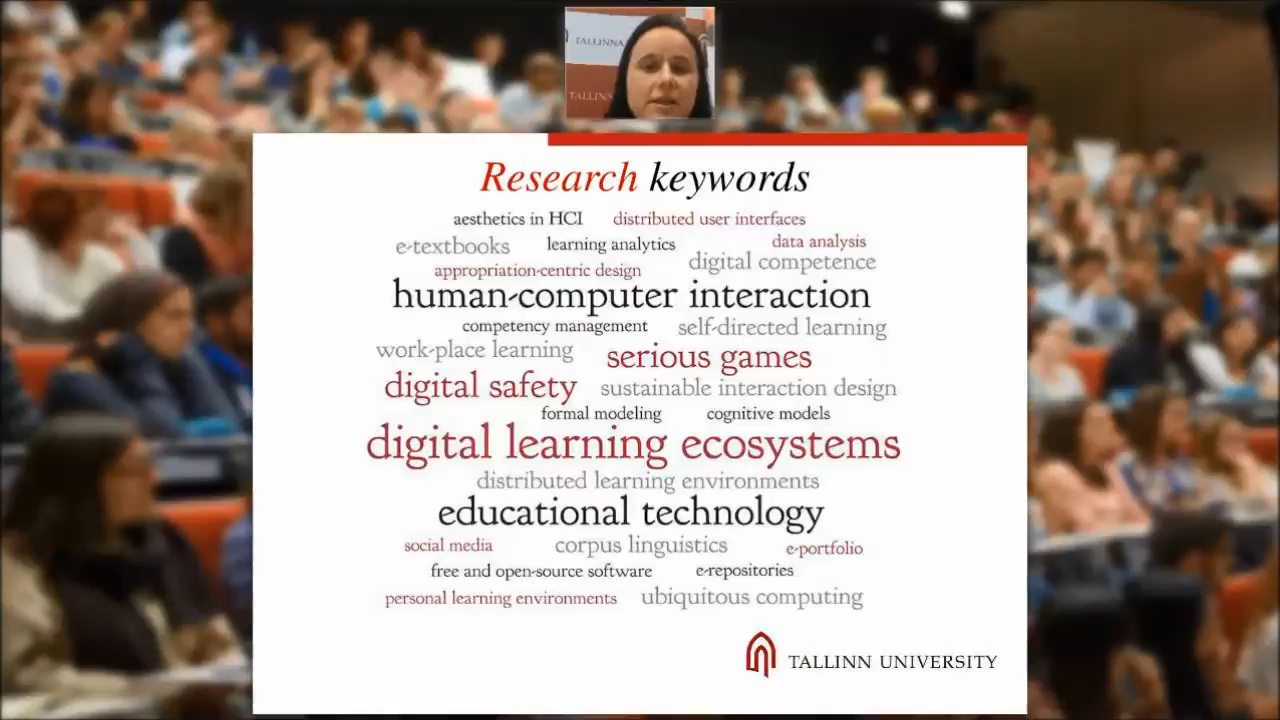 TALLINNA
TALLINN
Research keywords
aesthetics in HCI distributed user interfaces
e-textbooks learning analytics data analysis
appropriation-centric design digital competence
human-computer interaction
competency management self-directed learning
work-place learning serious games
digital safety sustainable interaction design
formal modeling cognitive models
digital learning ecosystems
distributed learning environments
educational technology
social media corpus linguistics e-portfolio
free and open-source software e-repositories
personal learning environments ubiquitous computing
TALLINN UNIVERSITY